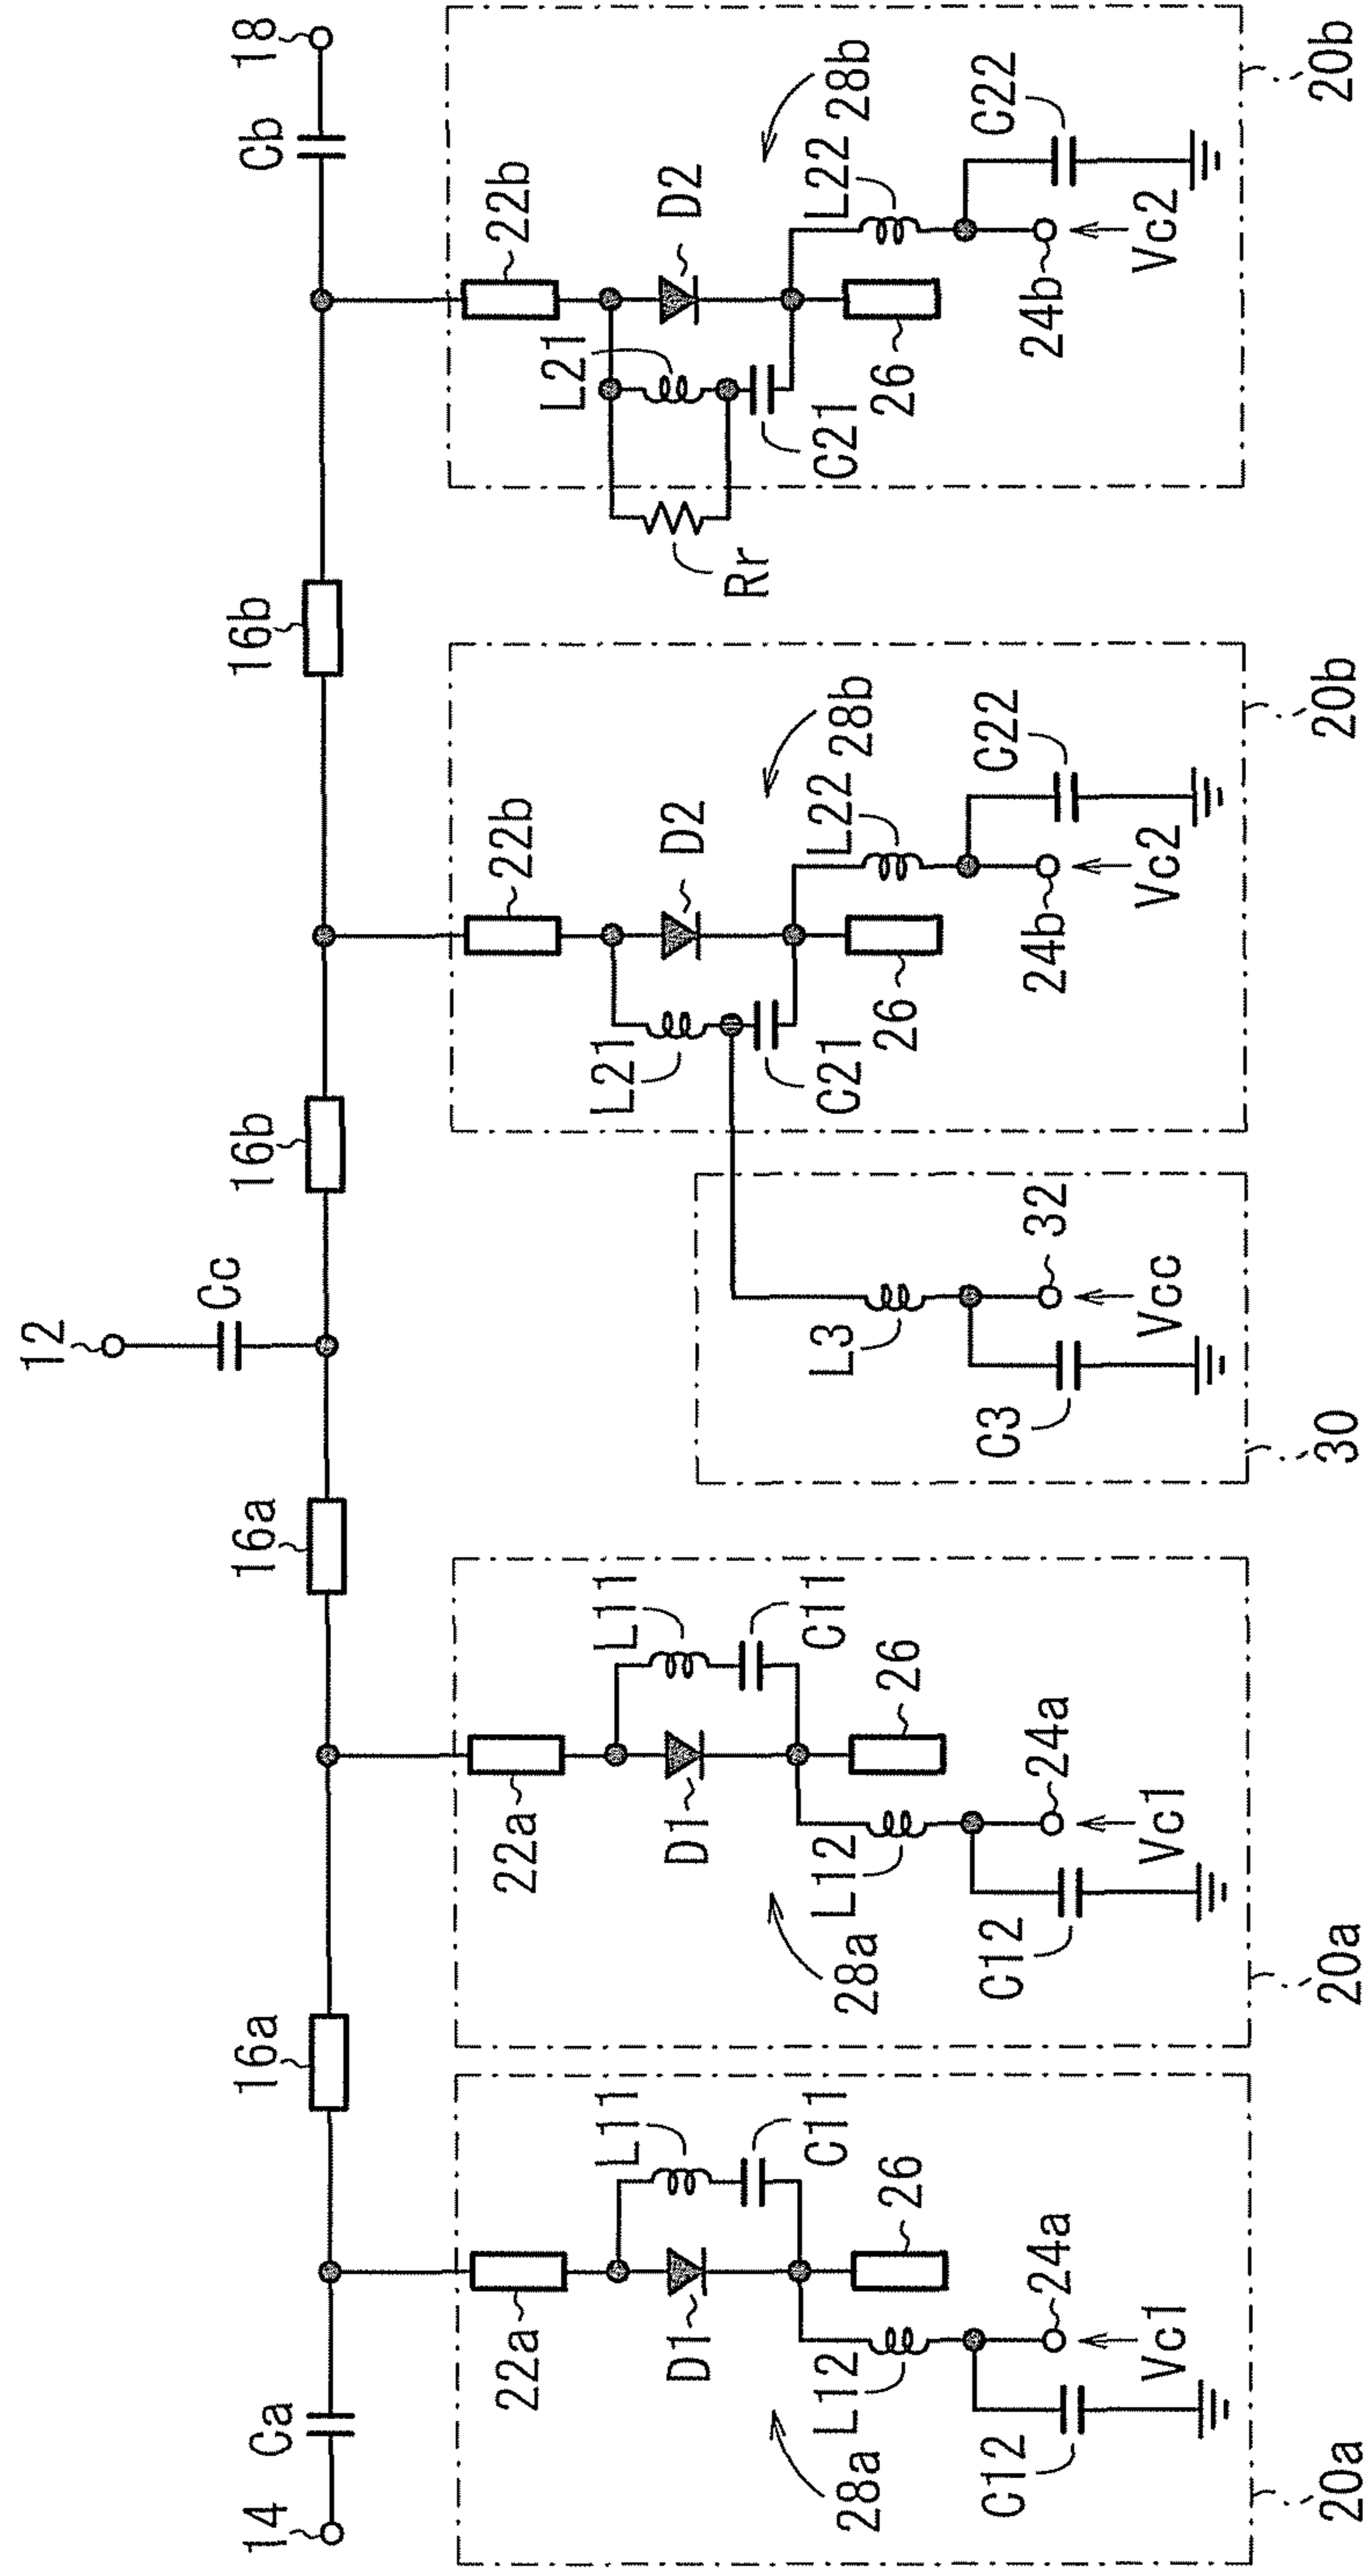 12
Cc
14
Ca
16a
16a
16b
16b
Cb
18
22a
L11
D1
C11
28a
L12
26
C12
24a
Vc1
20a
22a
L11
D1
C11
28a
L12
26
C12
24a
Vc1
20a
L3
C3
32
Vcc
30
22b
L21
D2
C21
28b
L22
26
24b
C22
Vc2
20b
22b
L21
D2
Rr
C21
28b
L22
26
24b
C22
Vc2
20b